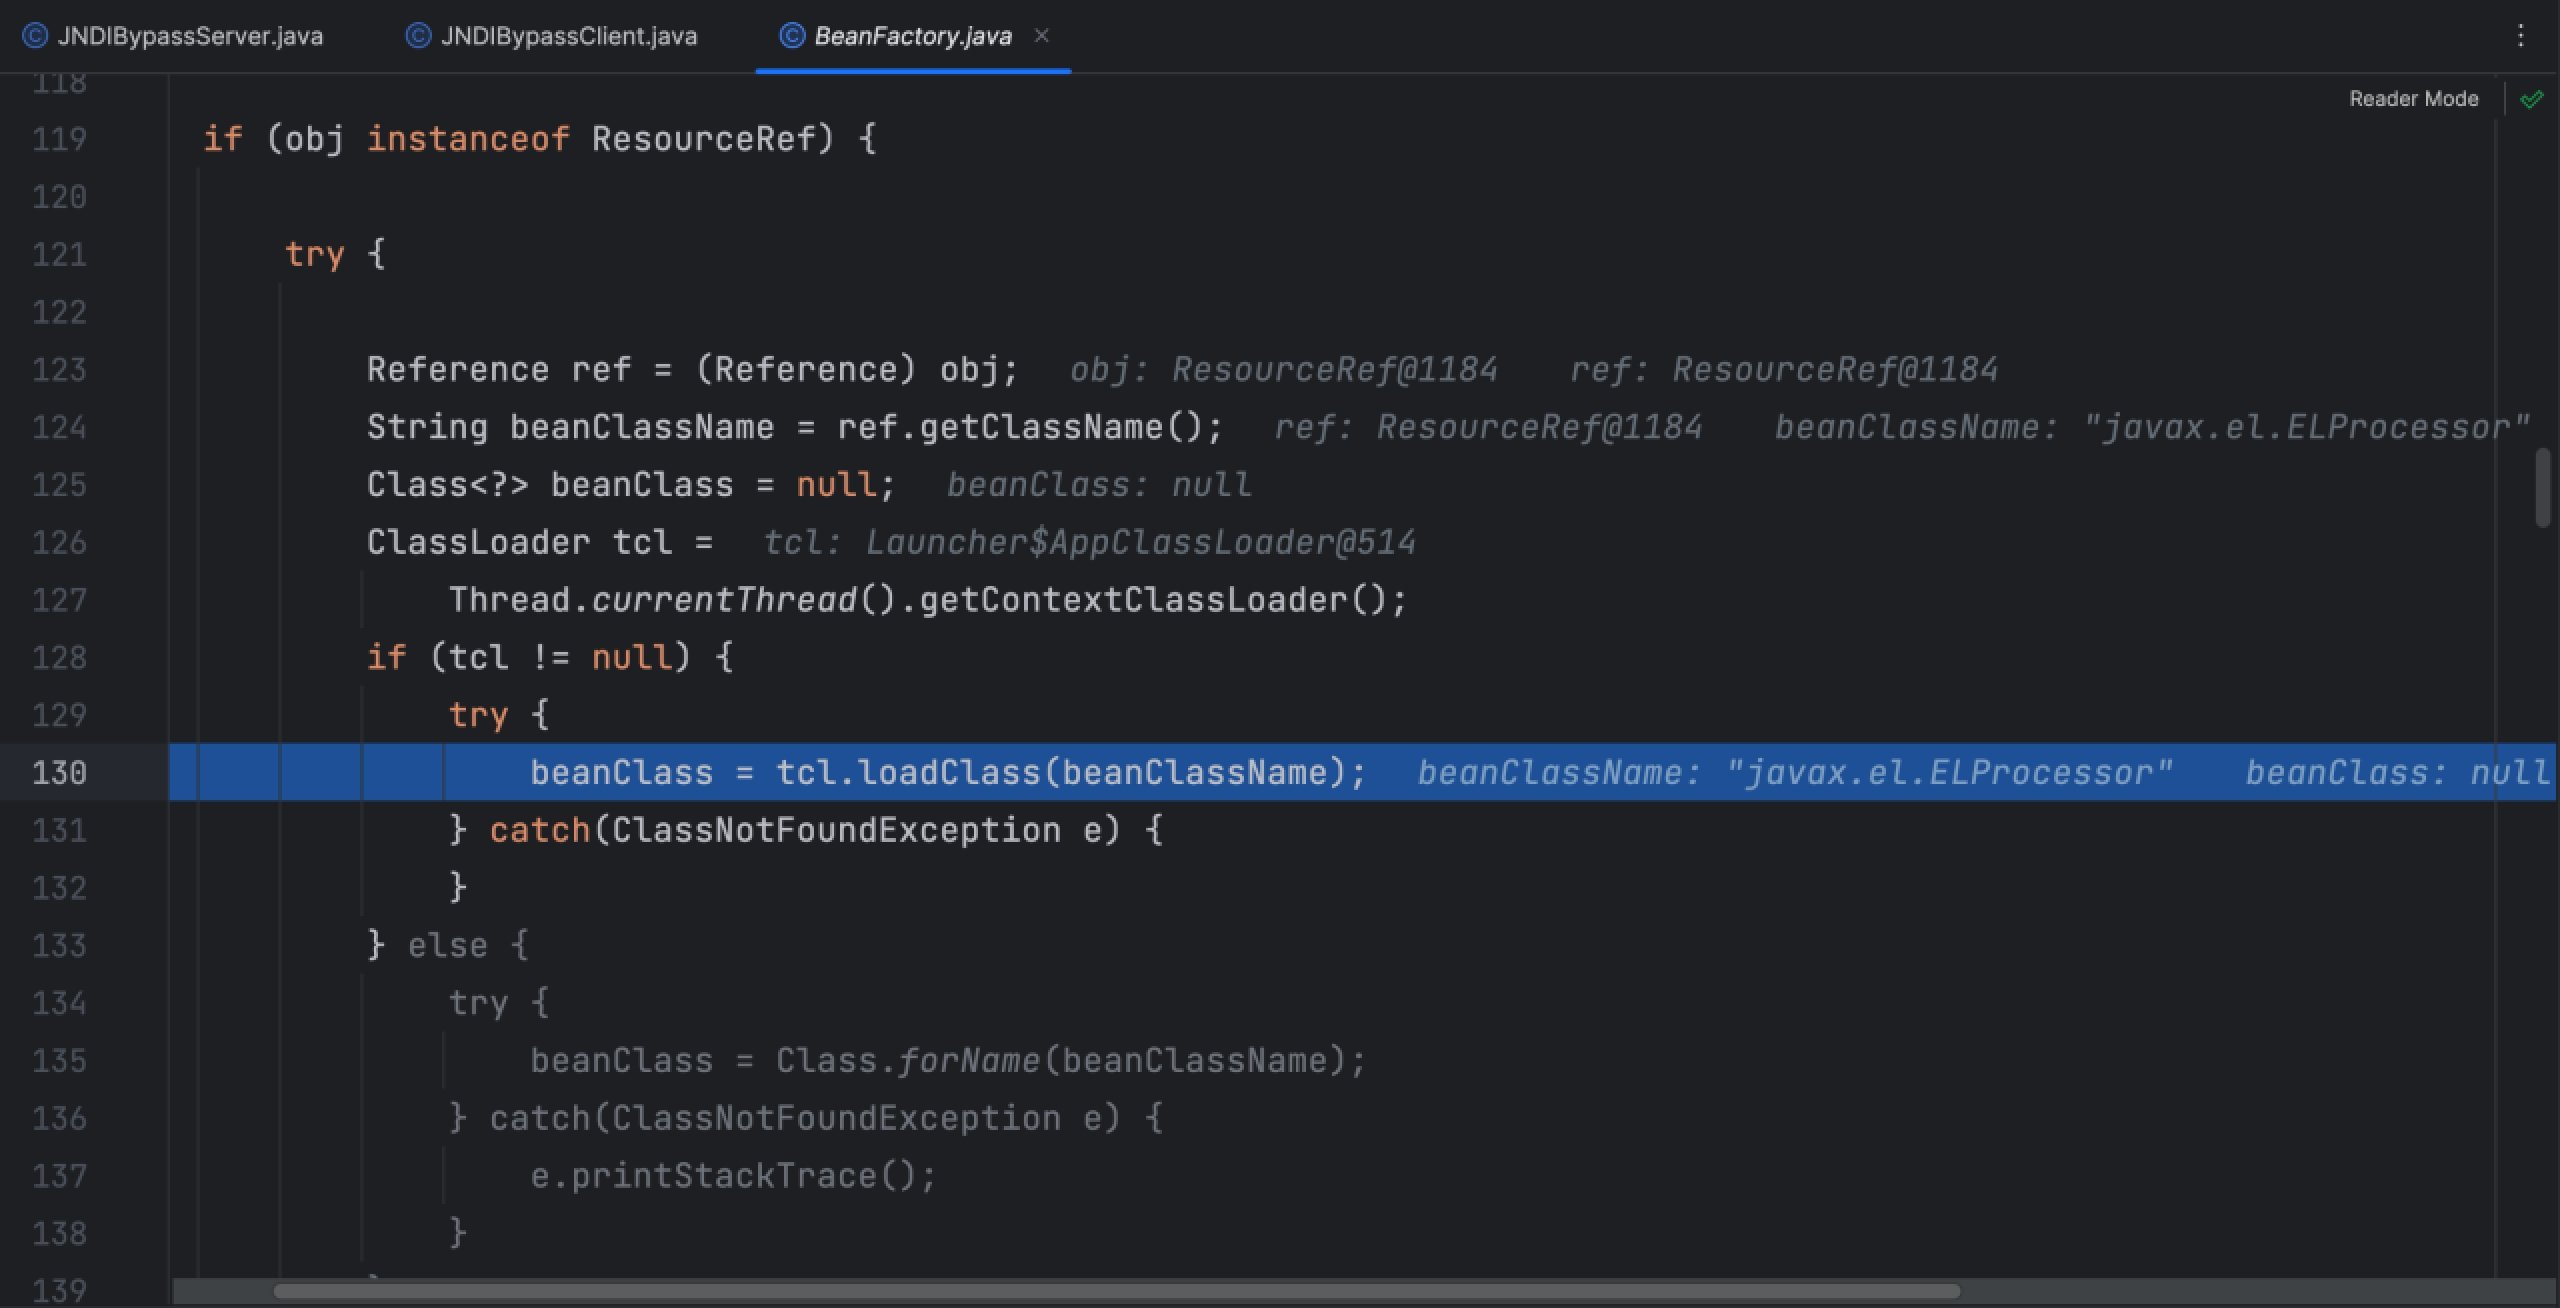 JNDIBypassServer.java JNDIBypassClient.java BeanFactory.java
118
Reader Mode
119 if (obj instanceof ResourceRef) {
120
121 try {
122
123 Reference ref = (Reference) obj; obj: ResourceRef@1184 ref: ResourceRef@1184
124 String beanClassName = ref.getClassName(); ref: ResourceRef@1184 beanClassName: "javax.el.ELProcessor"
125 Class<?> beanClass = null; beanClass: null
126 ClassLoader tcl = tcl: Launcher$AppClassLoader@514
127 Thread.currentThread().getContextClassLoader();
128 if (tcl != null) {
129 try {
130 beanClass = tcl.loadClass(beanClassName); beanClassName: "javax.el.ELProcessor" beanClass: null
131 } catch(ClassNotFoundException e) {
132 }
133 } else {
134 try {
135 beanClass = Class.forName(beanClassName);
136 } catch(ClassNotFoundException e) {
137 e.printStackTrace();
138 }
139